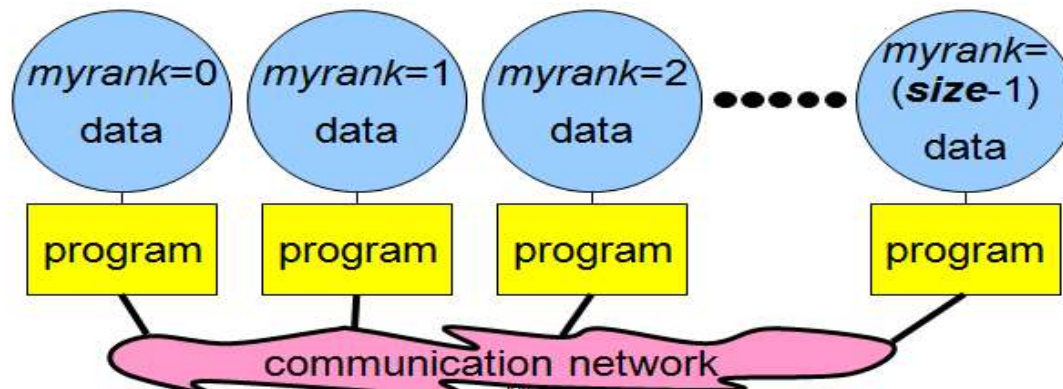 myrank=0
data
myrank=1
data
myrank=2
data
myrank=
(size-1)
data
program
program
program
program
communication network